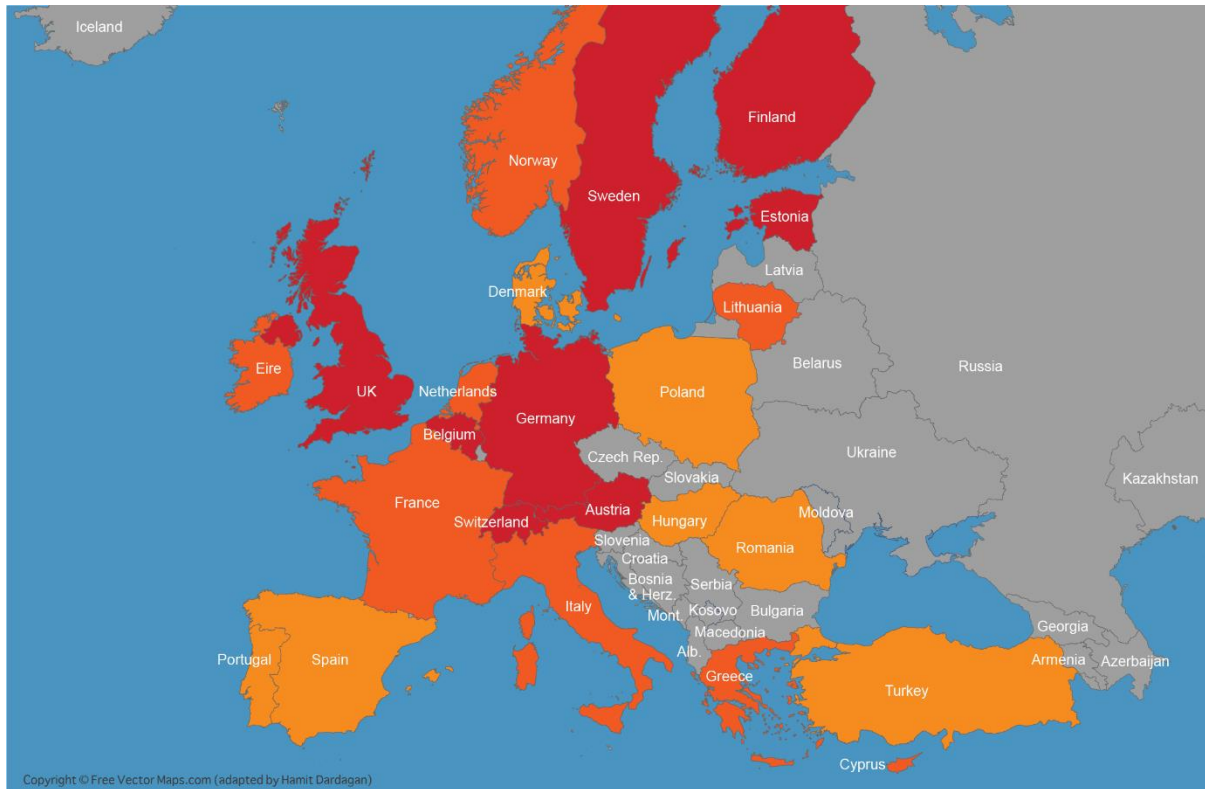 Iceland
Finland
Norway
Sweden
Estonia
Latvia
Denmark
Lithuania
Belarus
Russia
Eire
UK
Netherlands
Poland
Germany
Belgium
Czech Rep.
Ukraine
Slovakia
Kazakhstan
France
Austria
Switzerland
Hungary
Moldova
Slovenia
Romania
Croatia
Bosnia
& Herz.
Serbia
Italy
Mont.
Kosovo
Bulgaria
Georgia
Macedonia
Alb.
Armenia
Azerbaijan
Portugal
Spain
Greece
Turkey
Cyprus
Copyright © Free Vector Maps.com (adapted by Hamit Dardagan)